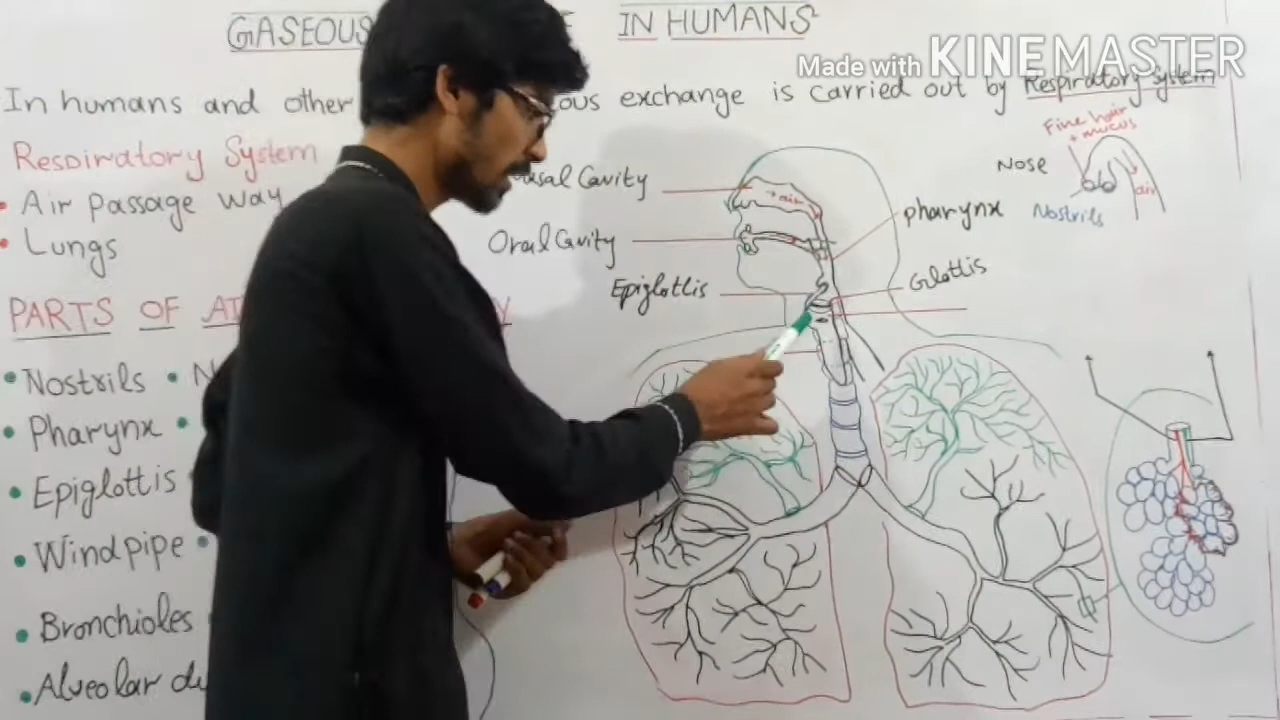 GASEOUS IN HUMANS
Made with KINEMASTER
In humans and other ous exchange is carried out by Respiratory system
Respiratory System
• Air passage way
• Lungs
PARTS OF
• Nostrils •
• Pharynx •
• Epiglottis
• Windpipe •
• Bronchioles
• Alveolar
Nasal Cavity
Oral Cavity
Epiglottis
air
pharynx
Glottis
Fine hair
+ mucus
Nose
air
Nostrils